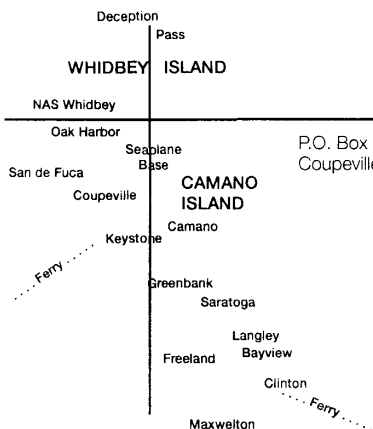 Deception
Pass
WHIDBEY ISLAND
NAS Whidbey
Oak Harbor
Seaplane
Base
P.O. Box
Coupeville
San de Fuca
CAMANO
ISLAND
Coupeville
Camano
Keystone
Ferry
Greenbank
Saratoga
Langley
Bayview
Freeland
Clinton
Ferry
Maxwelton